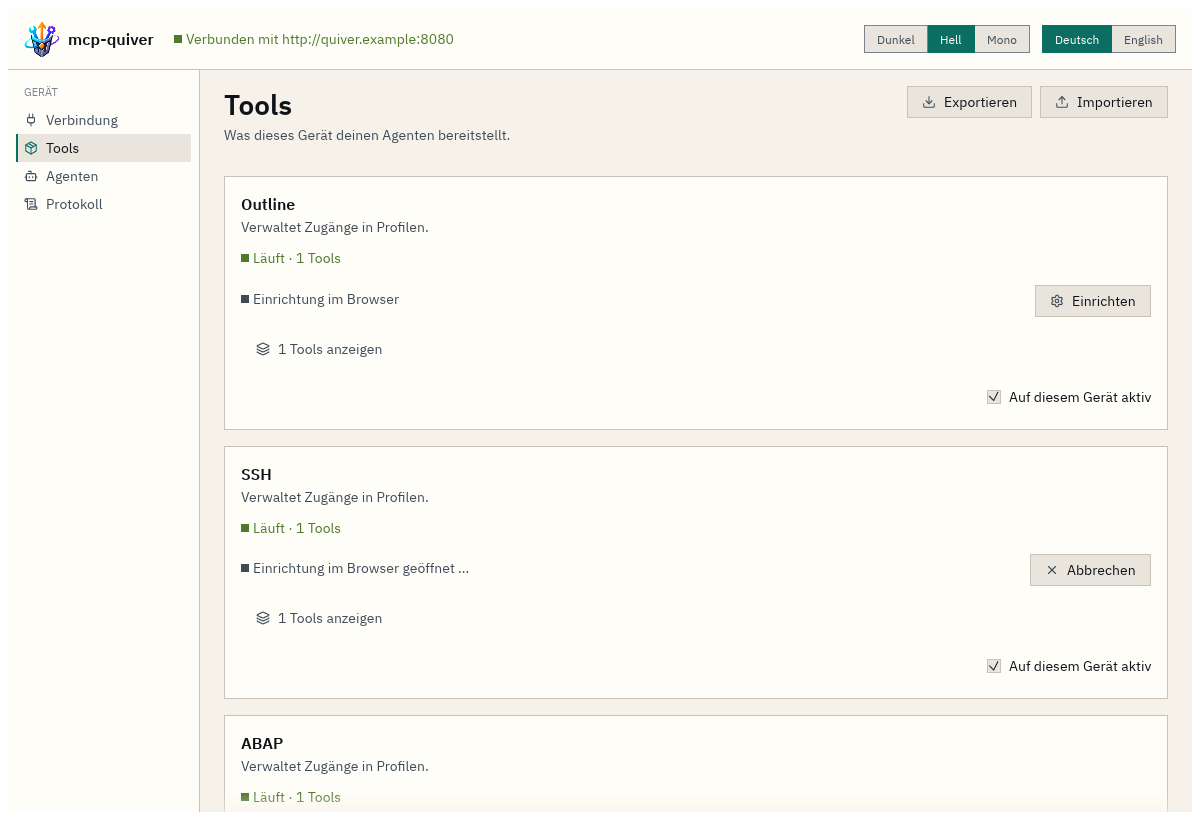 mcp-quiver
Verbunden mit http://quiver.example:8080
Dunkel Hell Mono
Deutsch English
GERÄT
Verbindung
Tools
Agenten
Protokoll
Tools
Was dieses Gerät deinen Agenten bereitstellt.
Exportieren
Importieren
Outline
Verwaltet Zugänge in Profilen.
Läuft · 1 Tools
Einrichtung im Browser
Einrichten
1 Tools anzeigen
Auf diesem Gerät aktiv
SSH
Verwaltet Zugänge in Profilen.
Läuft · 1 Tools
Einrichtung im Browser geöffnet …
Abbrechen
1 Tools anzeigen
Auf diesem Gerät aktiv
ABAP
Verwaltet Zugänge in Profilen.
Läuft · 1 Tools